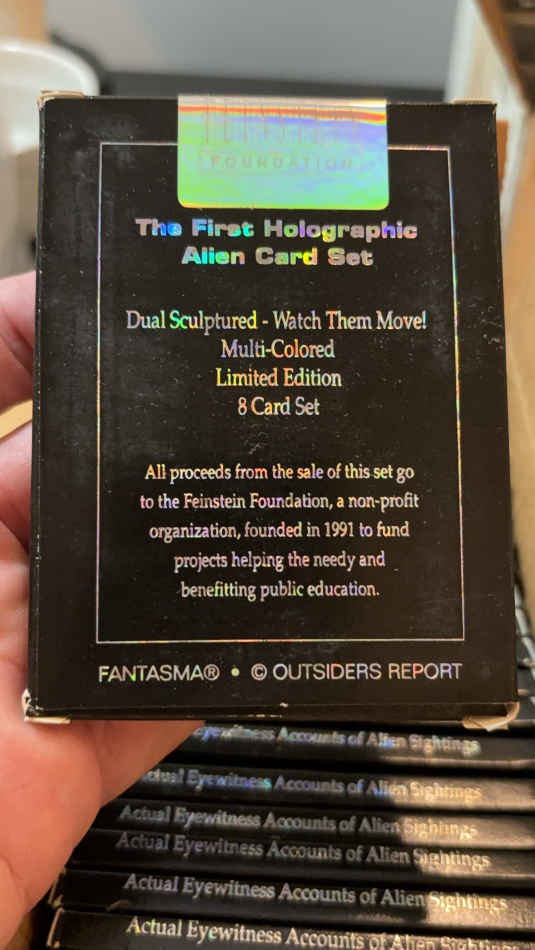 FOUNDATION
The First Holographic
Alien Card Set
Dual Sculptured - Watch Them Move!
Multi-Colored
Limited Edition
8 Card Set
All proceeds from the sale of this set go
to the Feinstein Foundation, a non-profit
organization, founded in 1991 to fund
projects helping the needy and
benefitting public education.
FANTASMA® • © OUTSIDERS REPORT
Eyewitness Accounts of Alien Sightings
Actual Eyewitness Accounts of Alien Sightings
Actual Eyewitness Accounts of Alien Sightings
Actual Eyewitness Accounts of Alien Sightings
Actual Eyewitness Accounts of Alien Sightings
Actual Eyewitness Accounts of Alien